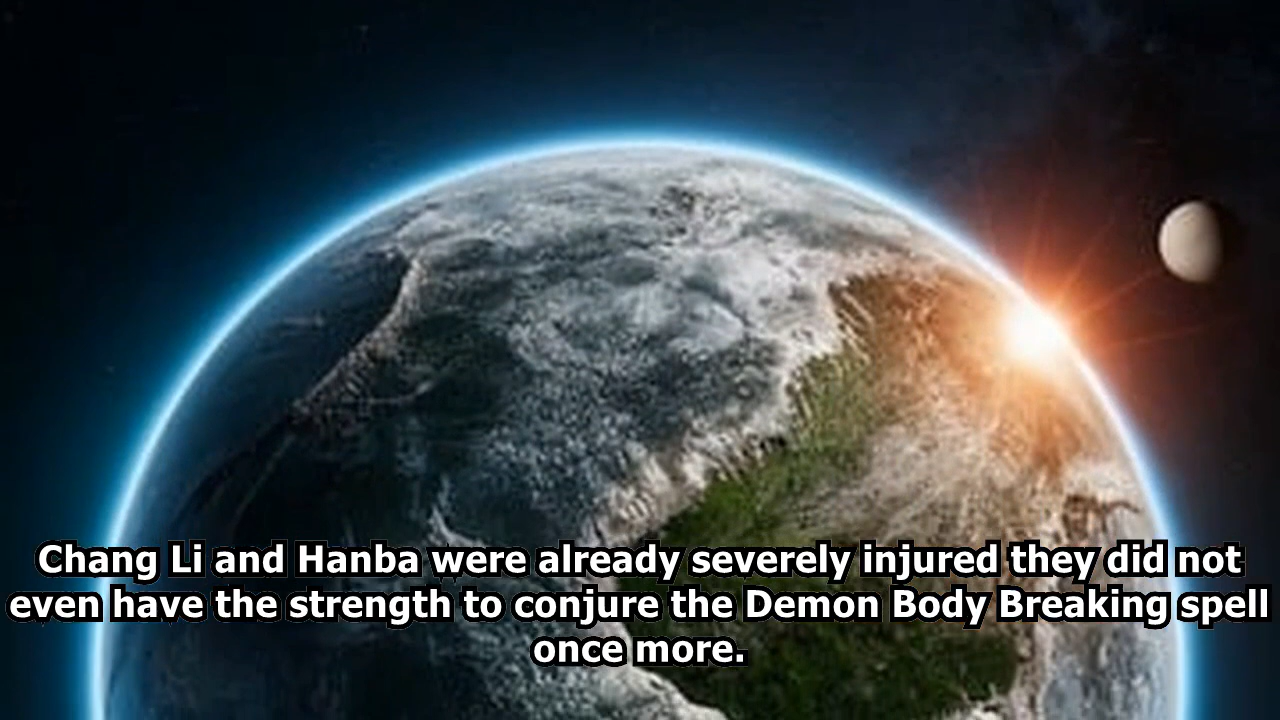 Chang Li and Hanba were already severely injured they did not
even have the strength to conjure the Demon Body Breaking spell
once more.